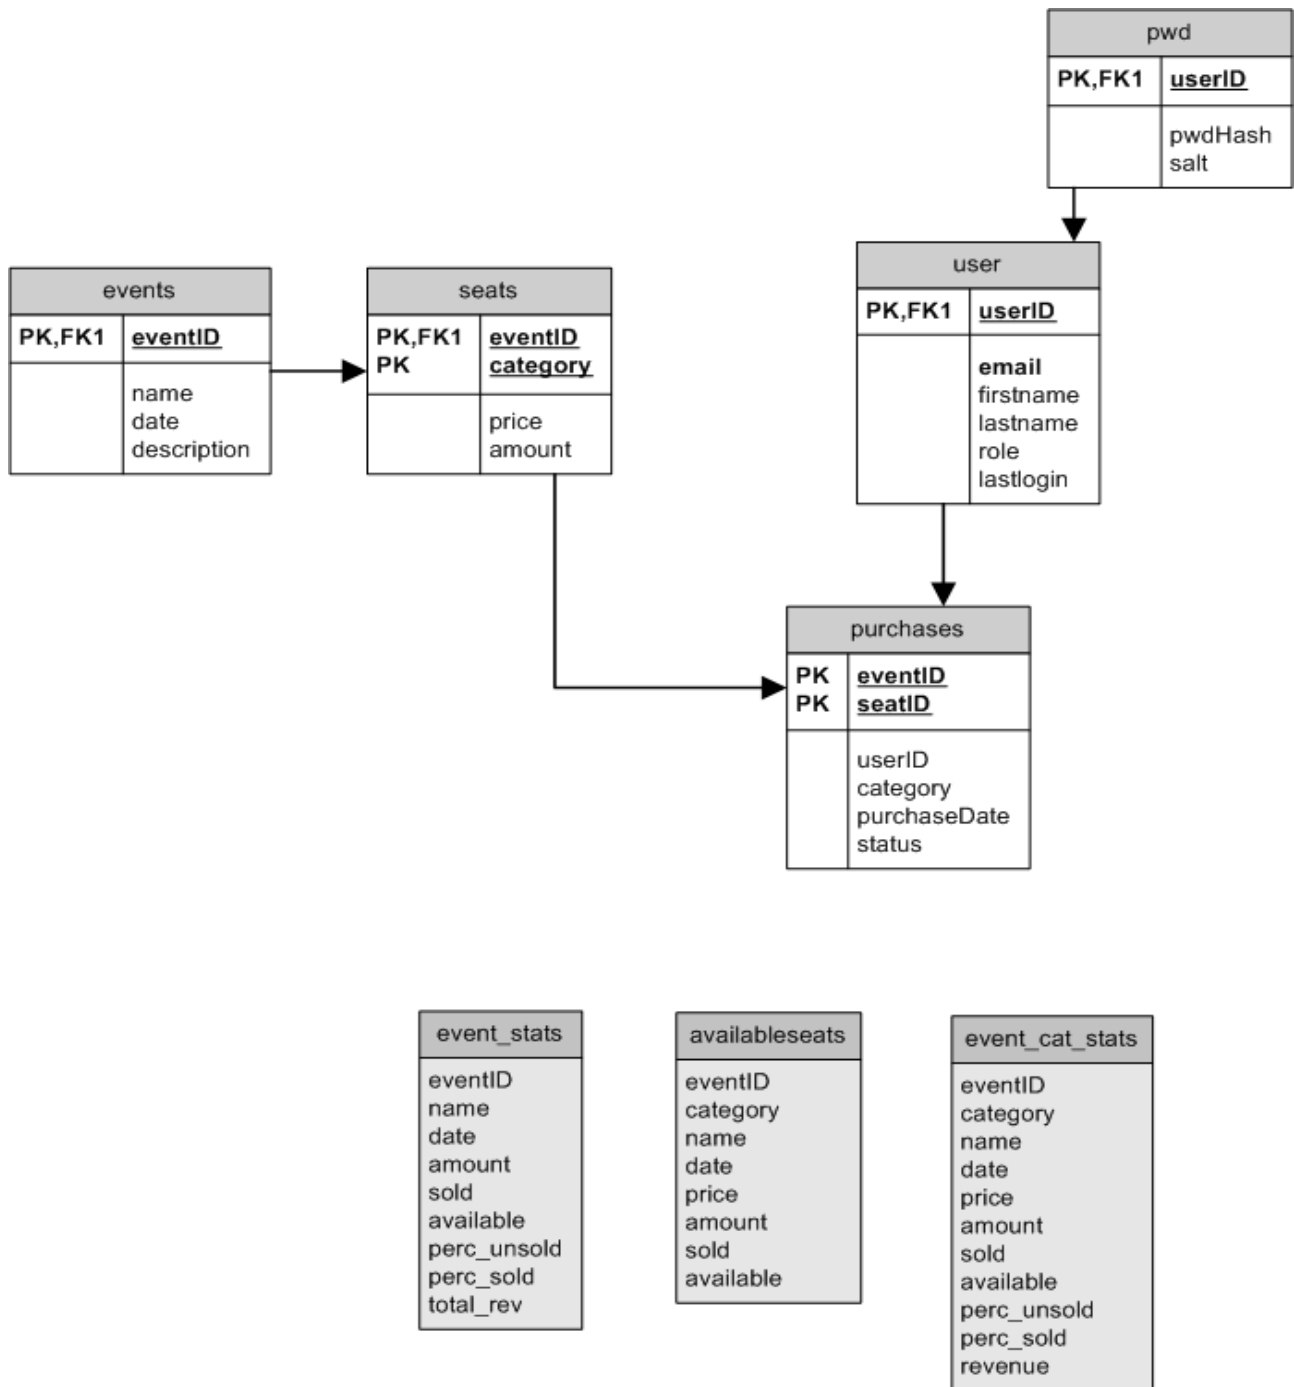 pwd
PK,FK1 userID
pwdHash
salt
user
PK,FK1 userID
email
firstname
lastname
role
lastlogin
events
PK,FK1 eventID
name
date
description
seats
PK,FK1 eventID
PK category
price
amount
purchases
PK eventID
PK seatID
userID
category
purchaseDate
status
event_stats
eventID
name
date
amount
sold
available
perc_unsold
perc_sold
total_rev
availableseats
eventID
category
name
date
price
amount
sold
available
event_cat_stats
eventID
category
name
date
price
amount
sold
available
perc_unsold
perc_sold
revenue